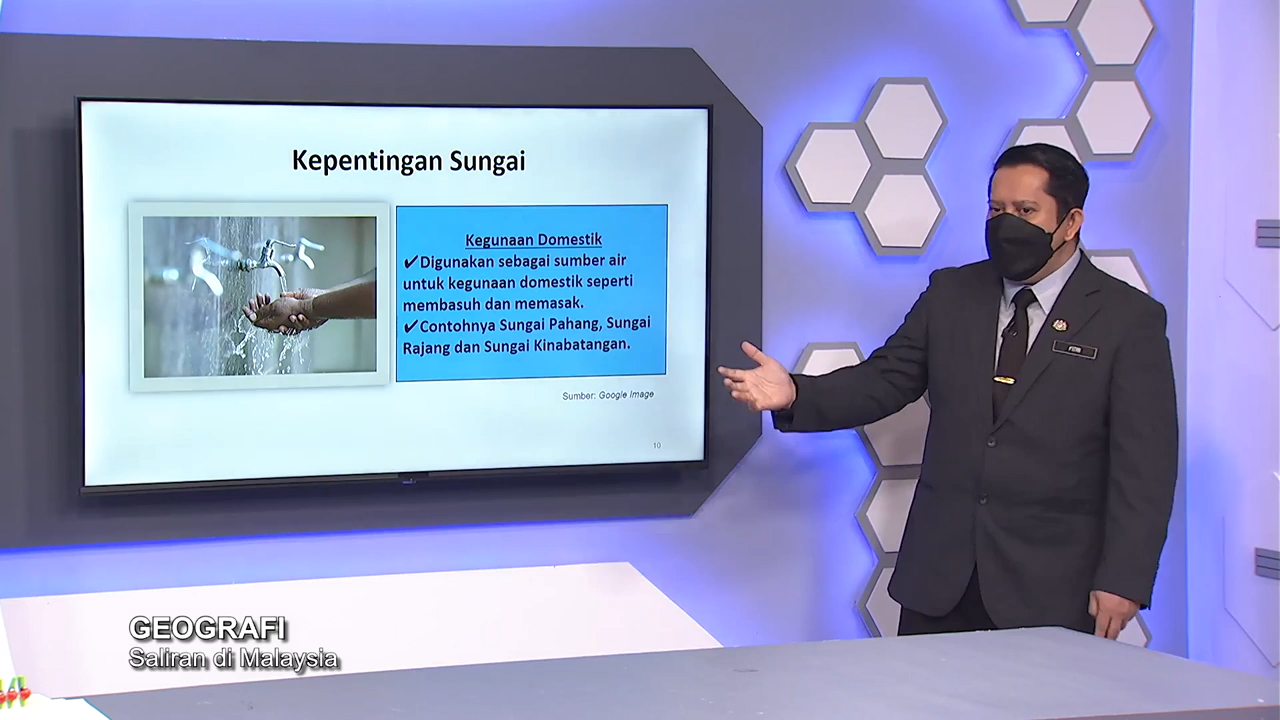 Kepentingan Sungai
Kegunaan Domestik
✔Digunakan sebagai sumber air
untuk kegunaan domestik seperti
membasuh dan memasak.
✔Contohnya Sungai Pahang, Sungai
Rajang dan Sungai Kinabatangan.
Sumber: Google Image
10
GEOGRAFI
Saliran di Malaysia